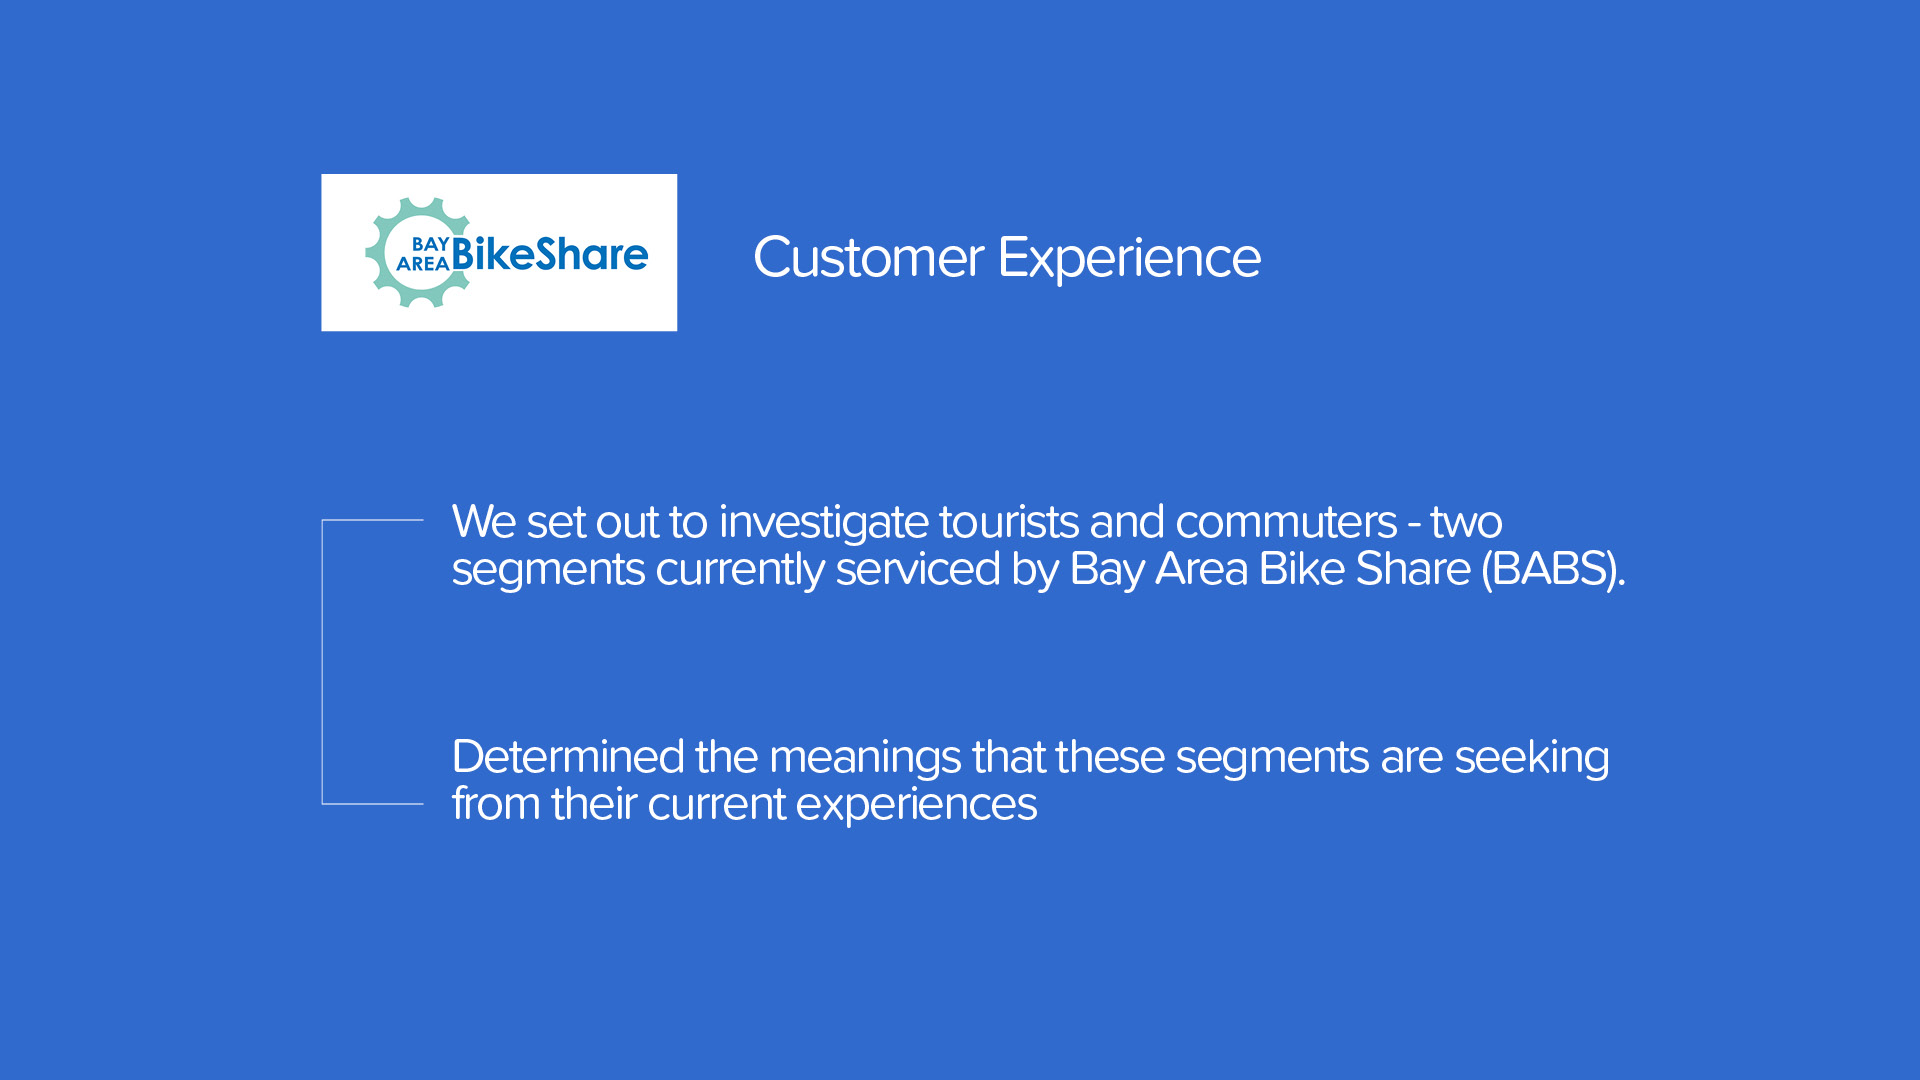 BAY
AREA BikeShare
Customer Experience
We set out to investigate tourists and commuters - two
segments currently serviced by Bay Area Bike Share (BABS).
Determined the meanings that these segments are seeking
from their current experiences